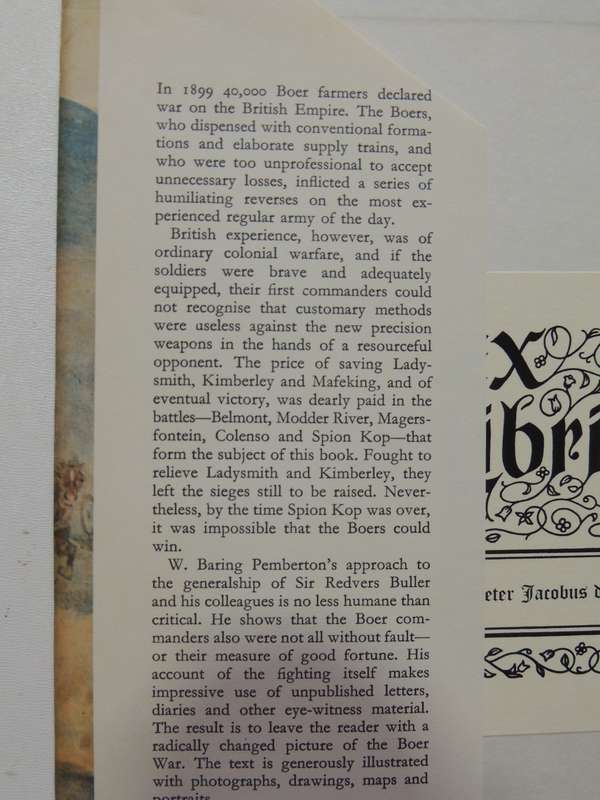 In 1899 40,000 Boer farmers declared
war on the British Empire. The Boers,
who dispensed with conventional forma-
tions and elaborate supply trains, and
who were too unprofessional to accept
unnecessary losses, inflicted a series of
humiliating reverses on the most ex-
perienced regular army of the day.
British experience, however, was of
ordinary colonial warfare, and if the
soldiers were brave and adequately
equipped, their first commanders could
not recognise that customary methods
were useless against the new precision
weapons in the hands of a resourceful
opponent. The price of saving Lady-
smith, Kimberley and Mafeking, and of
eventual victory, was dearly paid in the
battles—Belmont, Modder River, Magers-
fontein, Colenso and Spion Kop—that
form the subject of this book. Fought to
relieve Ladysmith and Kimberley, they
left the sieges still to be raised. Never-
theless, by the time Spion Kop was over,
it was impossible that the Boers could
win.
W. Baring Pemberton's approach to
the generalship of Sir Redvers Buller
and his colleagues is no less humane than
critical. He shows that the Boer com-
manders also were not all without fault—
or their measure of good fortune. His
account of the fighting itself makes
impressive use of unpublished letters,
diaries and other eye-witness material.
The result is to leave the reader with a
radically changed picture of the Boer
War. The text is generously illustrated
with photographs, drawings, maps and
portraits.
x
ibri
eter Jacobus d